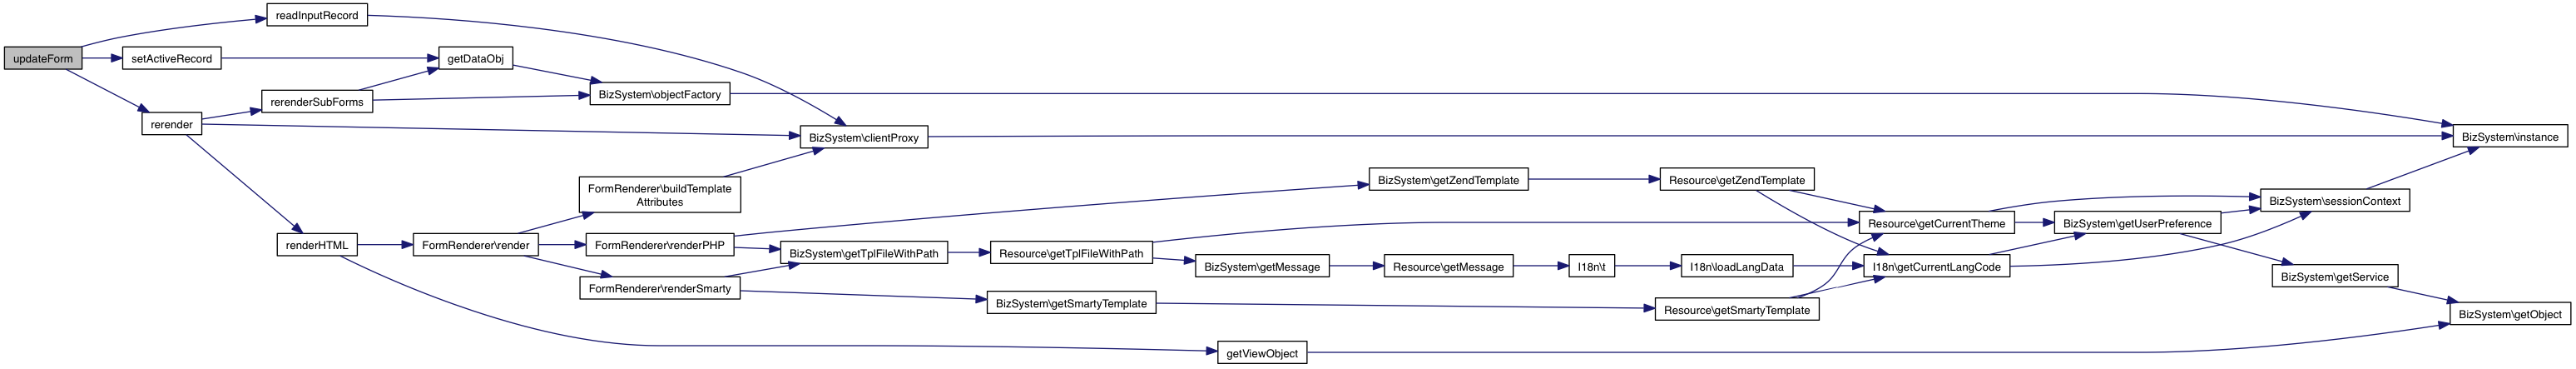 updateForm
readInputRecord
setActiveRecord
rerender
rerenderSubForms
getDataObj
BizSystem\objectFactory
BizSystem\clientProxy
BizSystem\instance
renderHTML
FormRenderer\render
FormRenderer\buildTemplate
Attributes
FormRenderer\renderPHP
FormRenderer\renderSmarty
BizSystem\getTplFileWithPath
BizSystem\getSmartyTemplate
Resource\getTplFileWithPath
BizSystem\getMessage
getViewObject
BizSystem\getZendTemplate
Resource\getMessage
I18n\t
Resource\getZendTemplate
I18n\loadLangData
Resource\getSmartyTemplate
Resource\getCurrentTheme
I18n\getCurrentLangCode
BizSystem\getUserPreference
BizSystem\sessionContext
BizSystem\getService
BizSystem\getObject